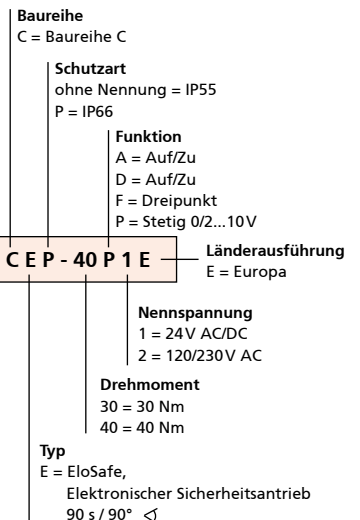 Baureihe
C = Baureihe C
Schutzart
ohne Nennung = IP55
P = IP66
Funktion
A = Auf/Zu
D = Auf/Zu
F = Dreipunkt
P = Stetig 0/2...10 V
C E P - 40 P 1 E
Länderausführung
E = Europa
Nennspannung
1 = 24 V AC/DC
2 = 120/230 V AC
Drehmoment
30 = 30 Nm
40 = 40 Nm
Typ
E = EloSafe,
Elektronischer Sicherheitsantrieb
90 s / 90° ∢